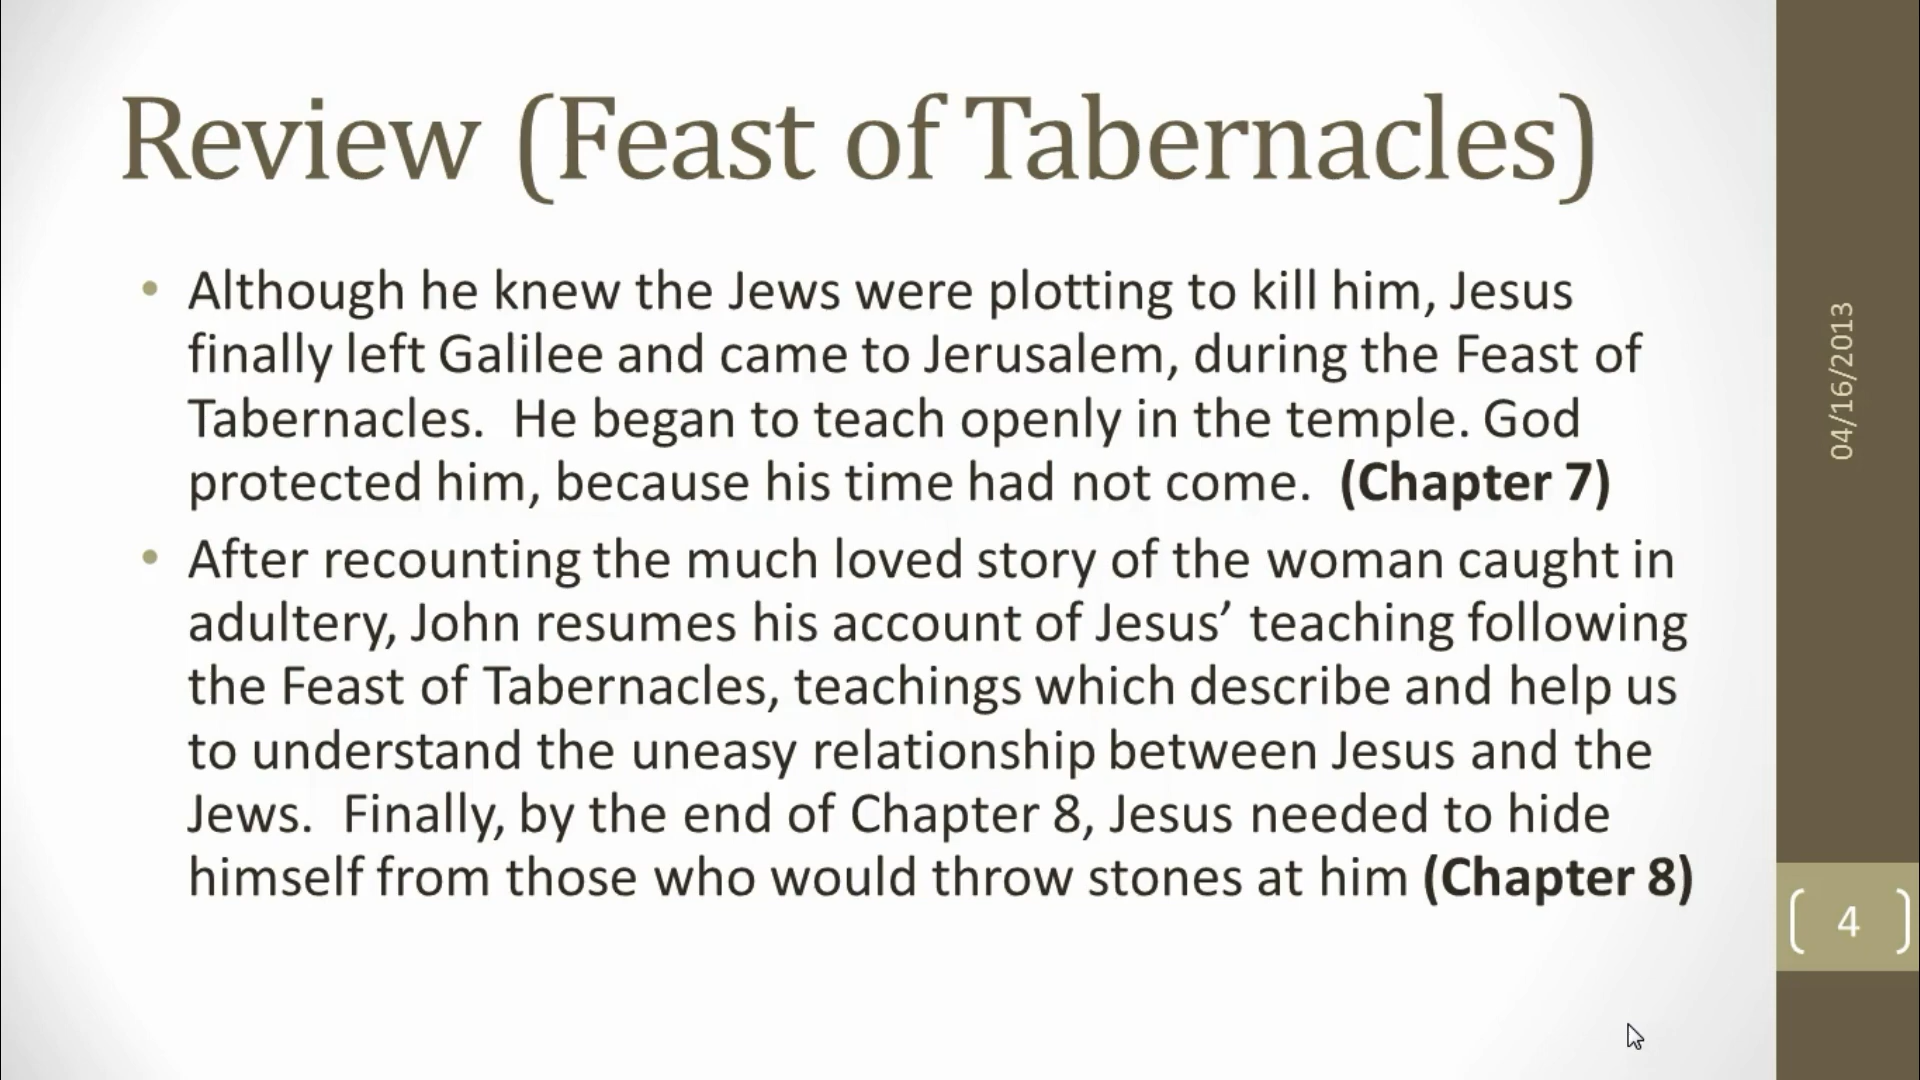 Review (Feast of Tabernacles)
• Although he knew the Jews were plotting to kill him, Jesus
finally left Galilee and came to Jerusalem, during the Feast of
Tabernacles.  He began to teach openly in the temple. God
protected him, because his time had not come.  (Chapter 7)
• After recounting the much loved story of the woman caught in
adultery, John resumes his account of Jesus’ teaching following
the Feast of Tabernacles, teachings which describe and help us
to understand the uneasy relationship between Jesus and the
Jews.  Finally, by the end of Chapter 8, Jesus needed to hide
himself from those who would throw stones at him (Chapter 8)
04/16/2013
4